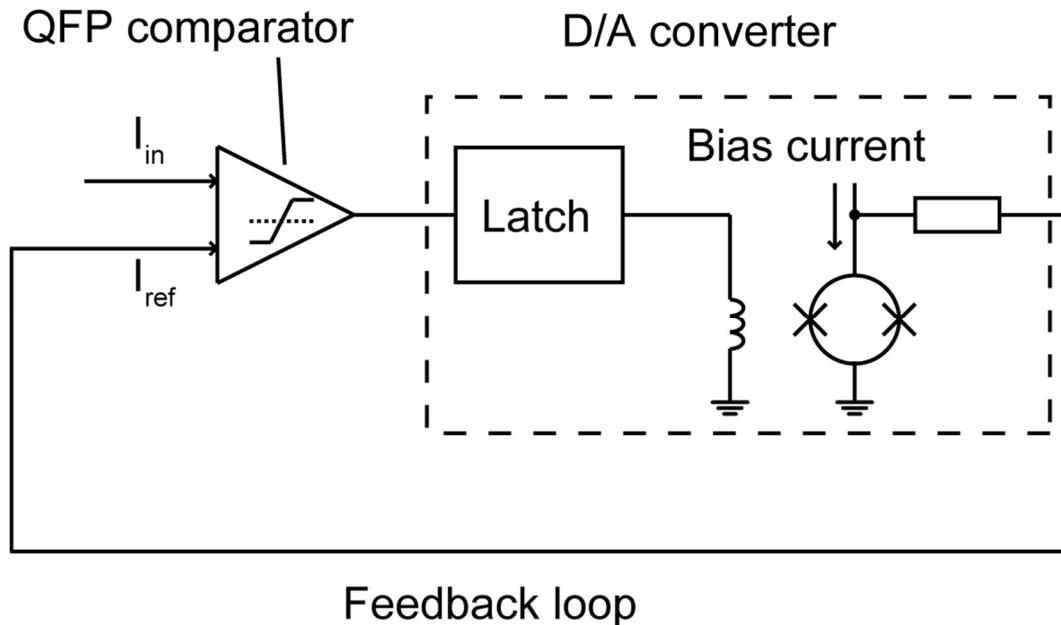 QFP comparator
D/A converter
I_in
Bias current
Latch
I_ref
Feedback loop